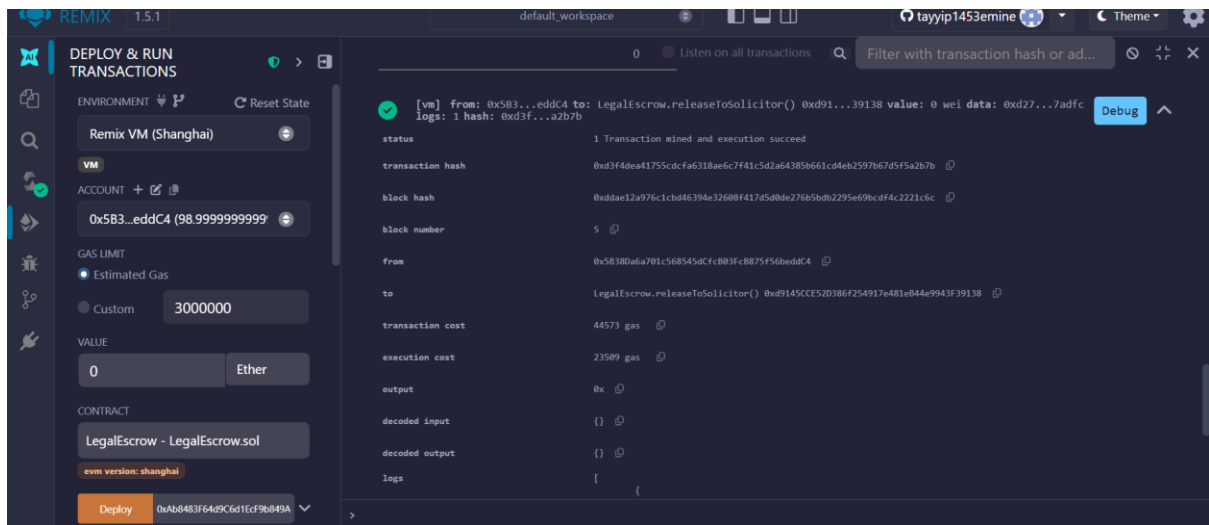 REMIX 1.5.1
default_workspace
tayyip1453emine
Theme
DEPLOY & RUN
TRANSACTIONS
ENVIRONMENT
Reset State
Remix VM (Shanghai)
VM
ACCOUNT
0x5B3...eddC4 (98.9999999999
GAS LIMIT
Estimated Gas
Custom 3000000
VALUE
0 Ether
CONTRACT
LegalEscrow - LegalEscrow.sol
evm version: shanghai
Deploy 0xAb8483F64d9C6d1EcF9b849A
0 Listen on all transactions Filter with transaction hash or ad...
[vm] from: 0x5B3...eddC4 to: LegalEscrow.releaseToSolicitor() 0xd91...39138 value: 0 wei data: 0xd27...7adfc
logs: 1 hash: 0xd3f...a2b7b
Debug
status 1 Transaction mined and execution succeed
transaction hash 0xd3f4dea41755cdcfa6318ae6c7f41c5d2a64385b661cd4eb2597b67d5f5a2b7b
block hash 0xddae12a976c1cbd46394e32608f417d5d0de276b5bdb2295e69bcdf4c2221c6c
block number 5
from 0x5B38Da6a701c568545dCfcB03FcB875f56beddC4
to LegalEscrow.releaseToSolicitor() 0xd9145CCE52D386f254917e481eB44e9943F39138
transaction cost 44573 gas
execution cost 23509 gas
output 0x
decoded input {}
decoded output {}
logs [
{
>